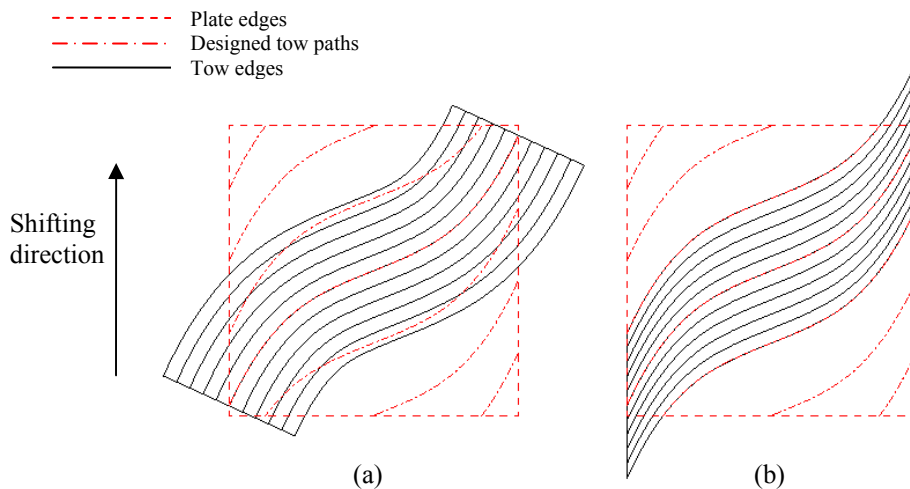 Plate edges
Designed tow paths
Tow edges
Shifting
direction
(a)
(b)